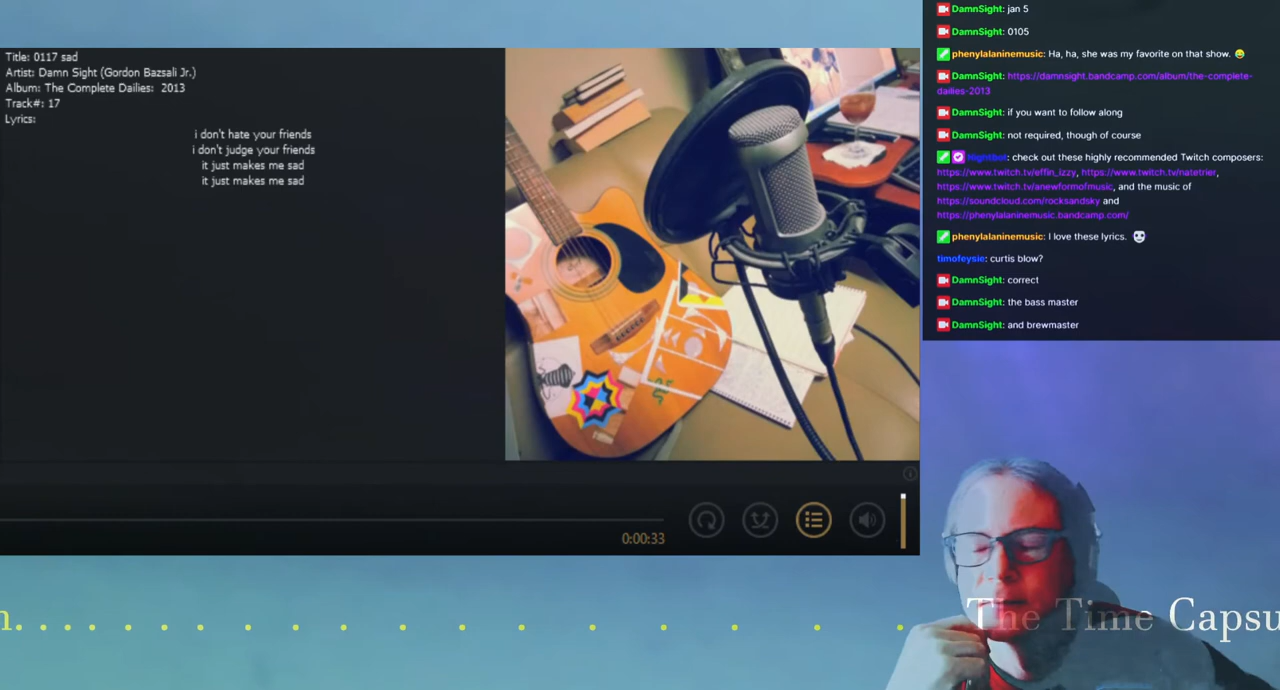 Title: 0117 sad
Artist: Damn Sight (Gordon Bazsali Jr.)
Album: The Complete Dailies:  2013
Track#: 17
Lyrics:
i don't hate your friends
i don't judge your friends
it just makes me sad
it just makes me sad
0:00:33
DamnSight: jan 5
DamnSight: 0105
phenylalaninemusic: Ha, ha, she was my favorite on that show. 😂
DamnSight: https://damnsight.bandcamp.com/album/the-complete-
dailies-2013
DamnSight: if you want to follow along
DamnSight: not required, though of course
Nightbot: check out these highly recommended Twitch composers:
https://www.twitch.tv/effin_izzy, https://www.twitch.tv/natetrier,
https://www.twitch.tv/anewformofmusic, and the music of
https://soundcloud.com/rocksandsky and
https://phenylalaninemusic.bandcamp.com/
phenylalaninemusic: I love these lyrics.
timofeysie: curtis blow?
DamnSight: correct
DamnSight: the bass master
DamnSight: and brewmaster
n. . . . . . . . . . . . . . . . .
The Time Capsu